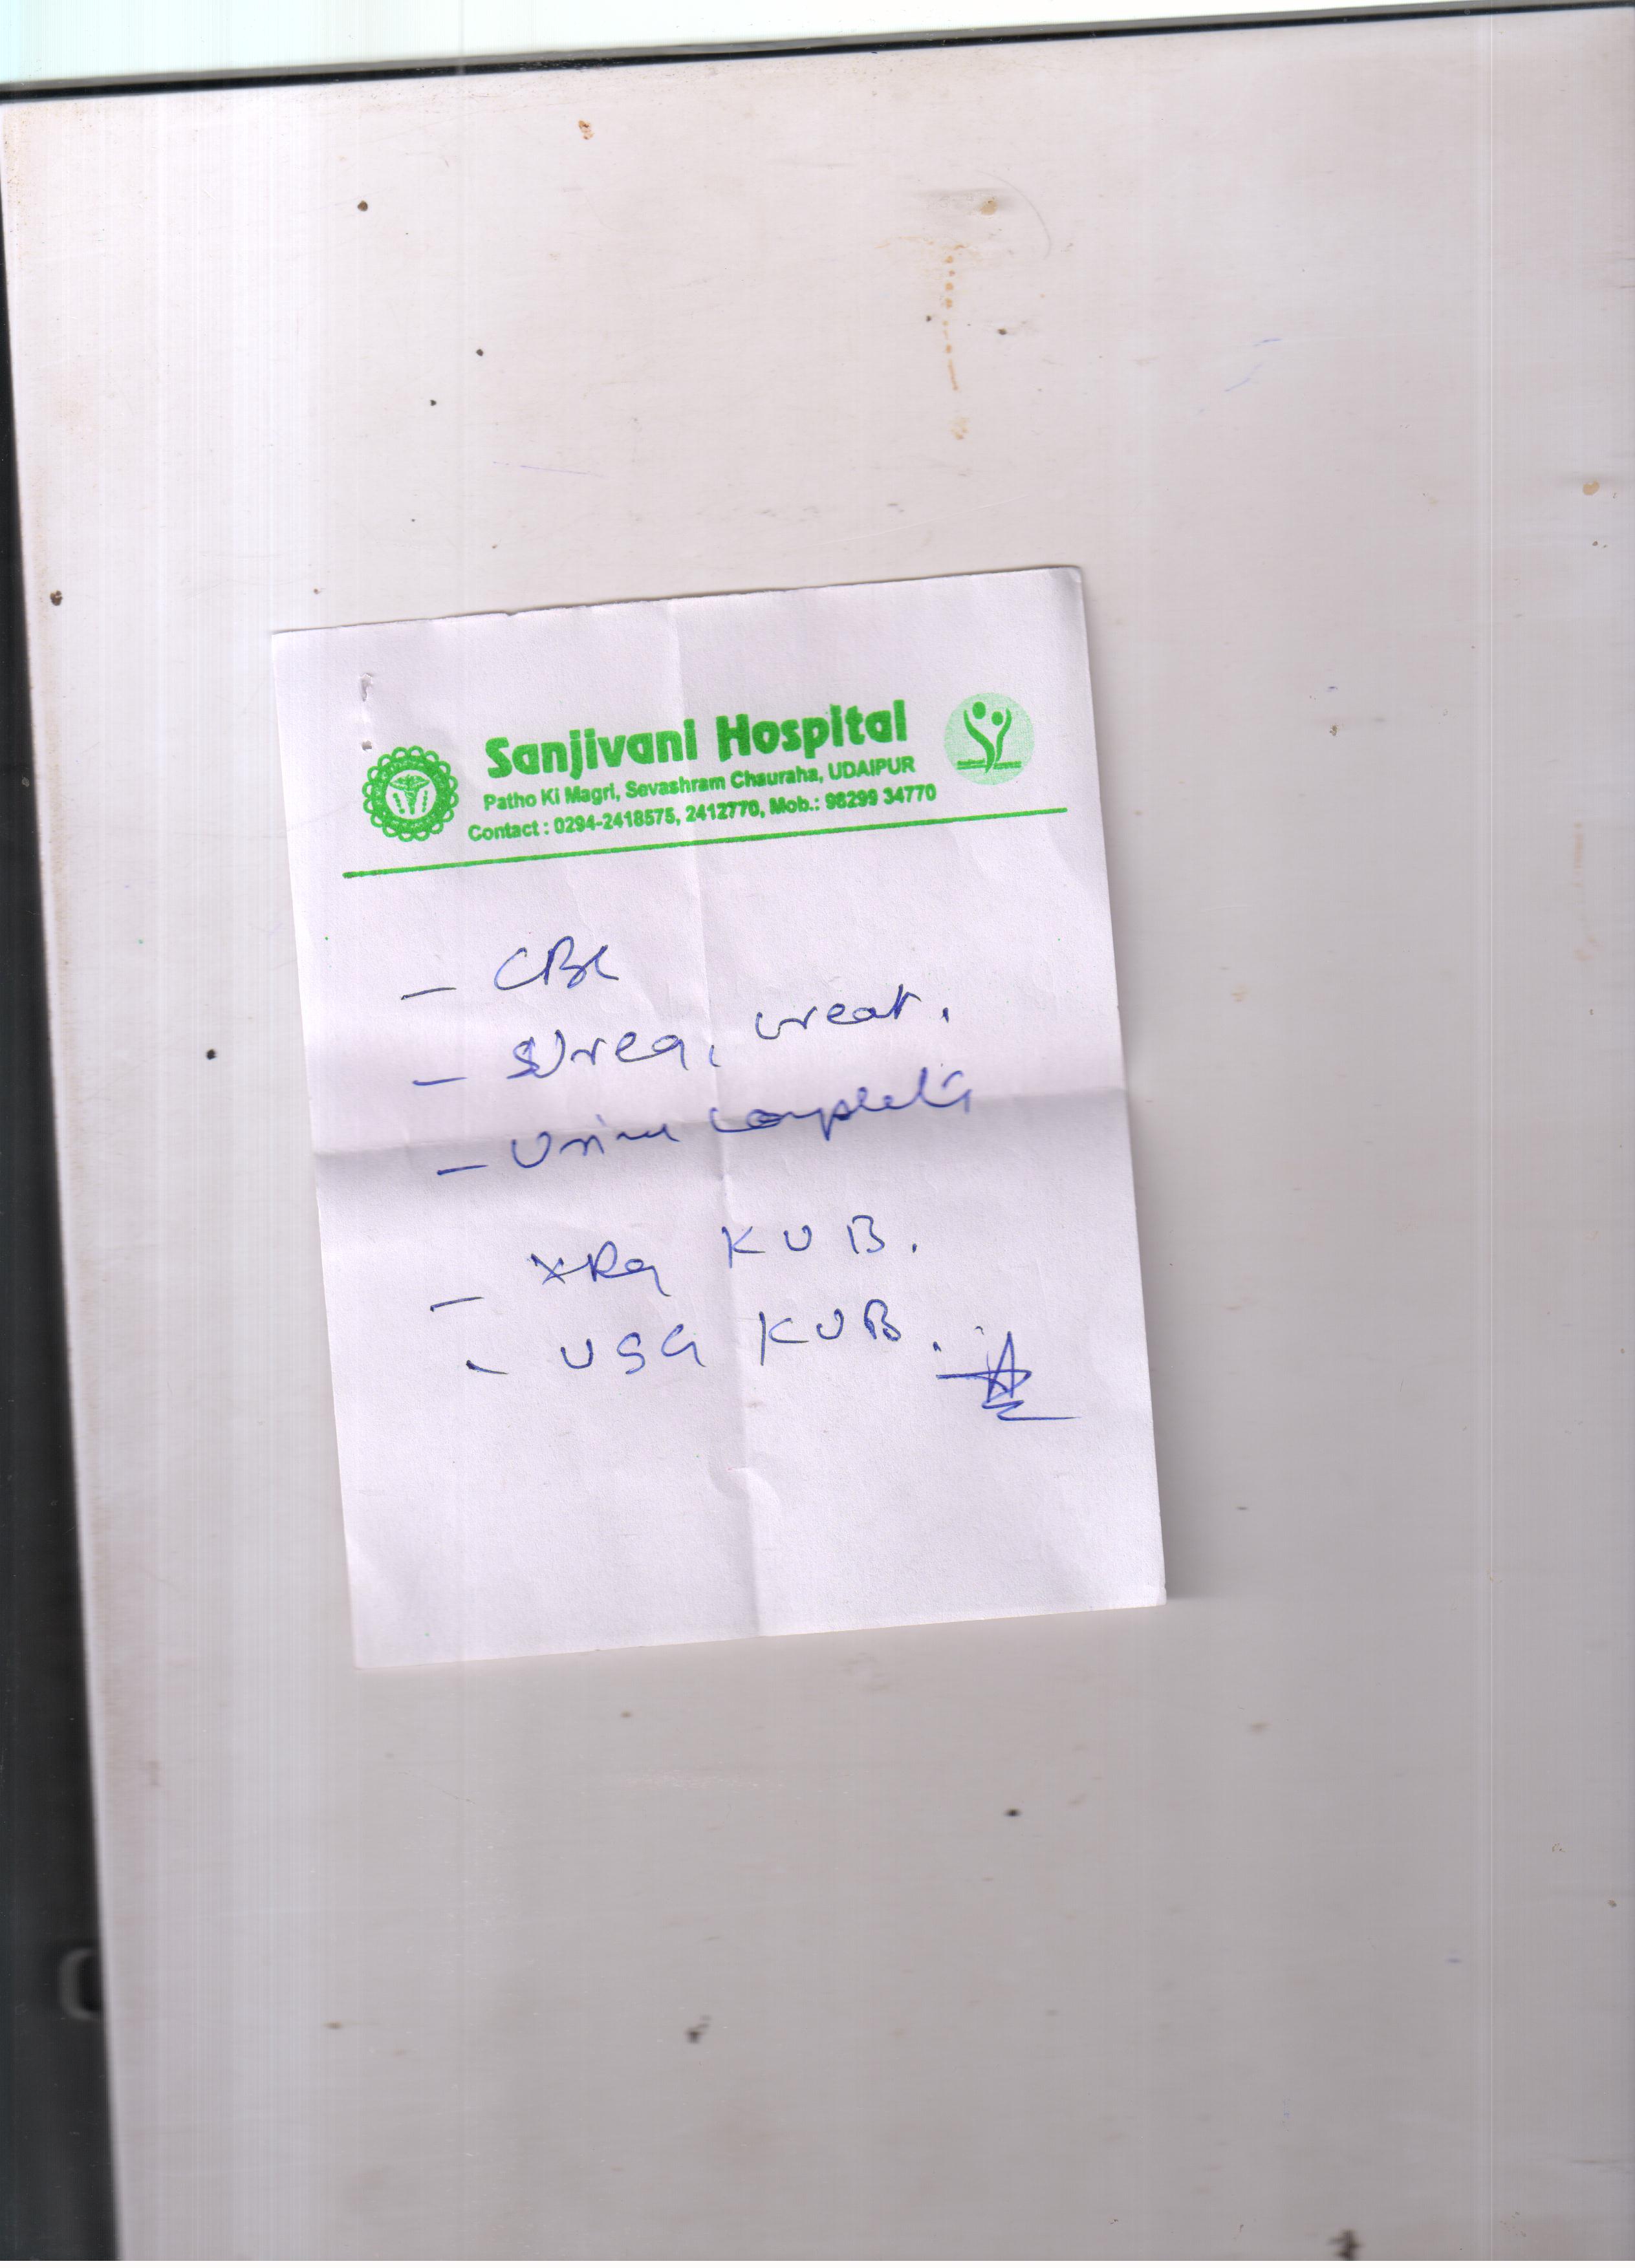 Sanjivani Hospital
Patho Ki Magri, Sevashram Chauraha, UDAIPUR
Contact : 0294-2418575, 2412770, Mob.: 98299 34770
- CBC
- S. Urea, creat.
- Urine complete
- XRay KUB.
- USG KUB.